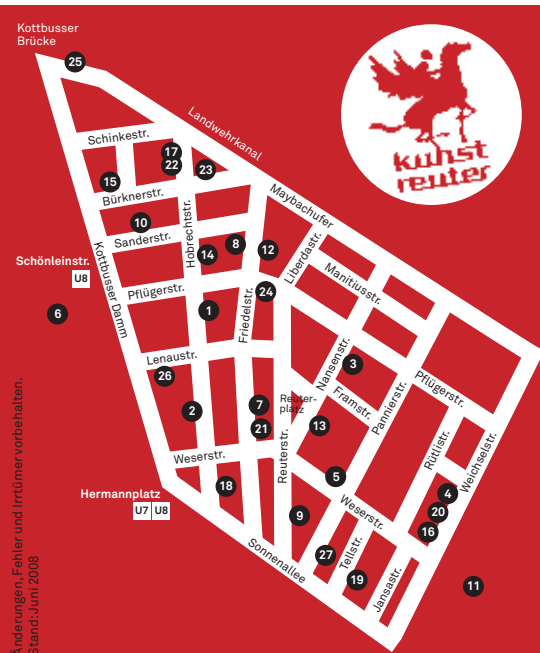 Kottbusser
Brücke
25
Landwehrkanal
kunst
reuter
Schinkestr.
17
22
23
15
Bürknerstr.
Maybachufer
10
Sanderstr.
Hobrechtstr.
14
8
12
Liberdastr.
Manitiusstr.
Schönleinstr.
U8
Kottbusser Damm
Pflügerstr.
24
6
1
Friedelstr.
Lenaustr.
Nansenstr.
3
26
Framstr.
Pannierstr.
Pflügerstr.
2
7
Reuter-
platz
21
13
Rütlistr.
Weichselstr.
Weserstr.
Reuterstr.
5
18
4
Hermannplatz
U7 U8
9
Weserstr.
20
16
Sonnenallee
27
Tellstr.
19
Jansastr.
11
Änderungen, Fehler und Irrtümer vorbehalten.
Stand: Juni 2008